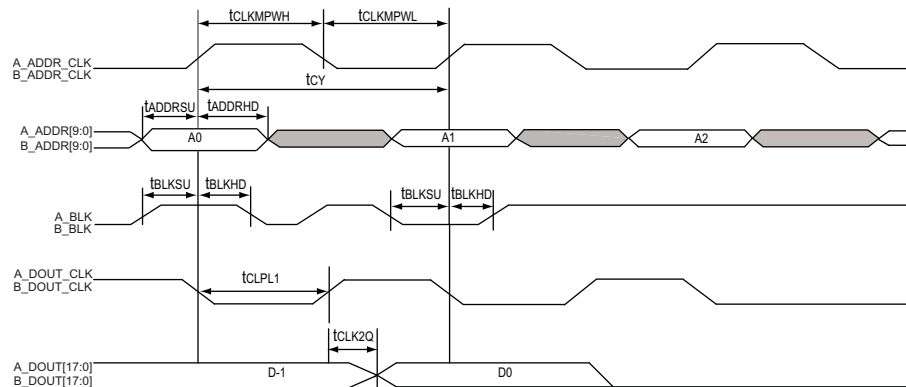 tCLKMPWH tCLKMPWL
A_ADDR_CLK
B_ADDR_CLK
tCY
tADDRSU tADDRHD
A_ADDR[9:0]
B_ADDR[9:0]
A0 A1 A2
tBLKSU tBLKHD tBLKSU tBLKHD
A_BLK
B_BLK
A_DOUT_CLK
B_DOUT_CLK
tCLPL1
tCLK2Q
A_DOUT[17:0]
B_DOUT[17:0]
D-1 D0